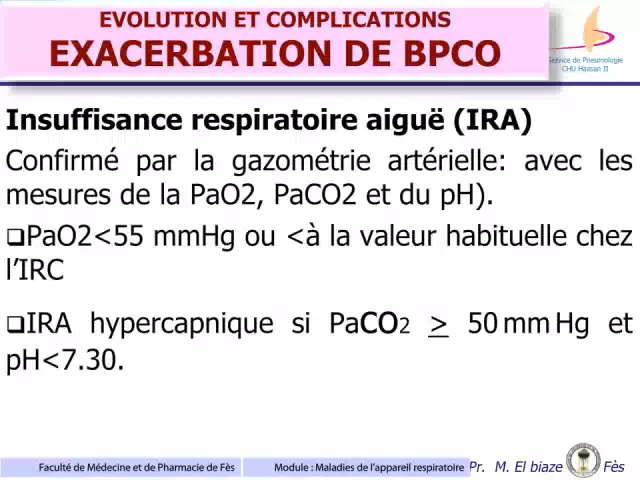 EVOLUTION ET COMPLICATIONS
EXACERBATION DE BPCO
Service de Pneumologie
CHU Hassan II
Insuffisance respiratoire aiguë (IRA)
Confirmé par la gazométrie artérielle: avec les
mesures de la PaO2, PaCO2 et du pH).
❑PaO2<55 mmHg ou <à la valeur habituelle chez
l’IRC
❑IRA hypercapnique si PaCO2 > 50 mm Hg et
pH<7.30.
Faculté de Médecine et de Pharmacie de Fès Module : Maladies de l'appareil respiratoire Pr. M. El biaze Fès